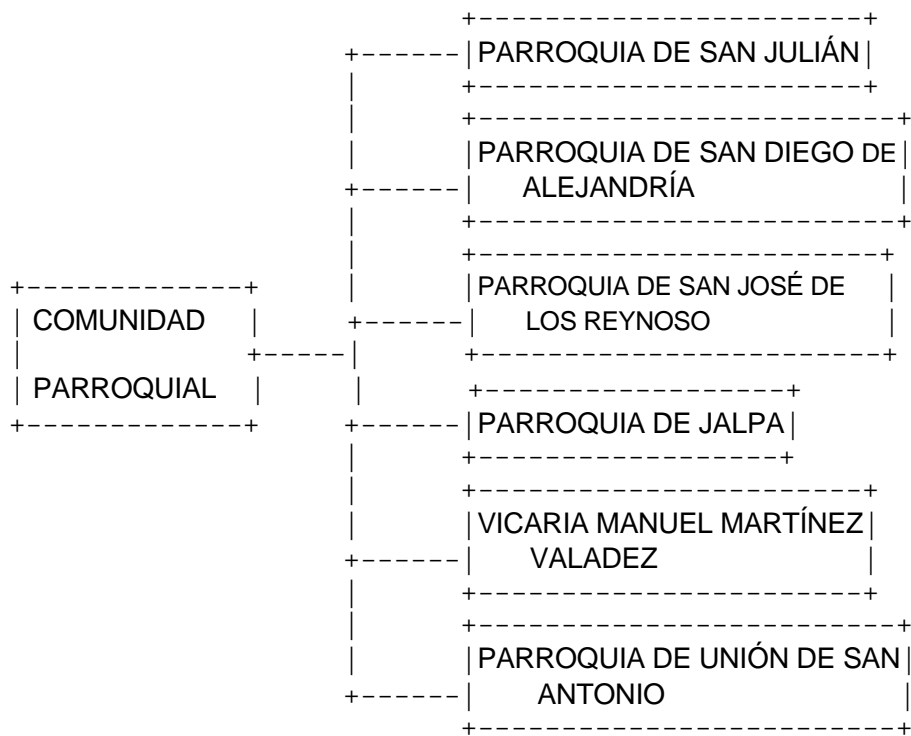 PARROQUIA DE SAN JULIÁN
PARROQUIA DE SAN DIEGO DE
ALEJANDRÍA
PARROQUIA DE SAN JOSÉ DE
LOS REYNOSO
COMUNIDAD
PARROQUIAL
PARROQUIA DE JALPA
VICARIA MANUEL MARTÍNEZ
VALADEZ
PARROQUIA DE UNIÓN DE SAN
ANTONIO